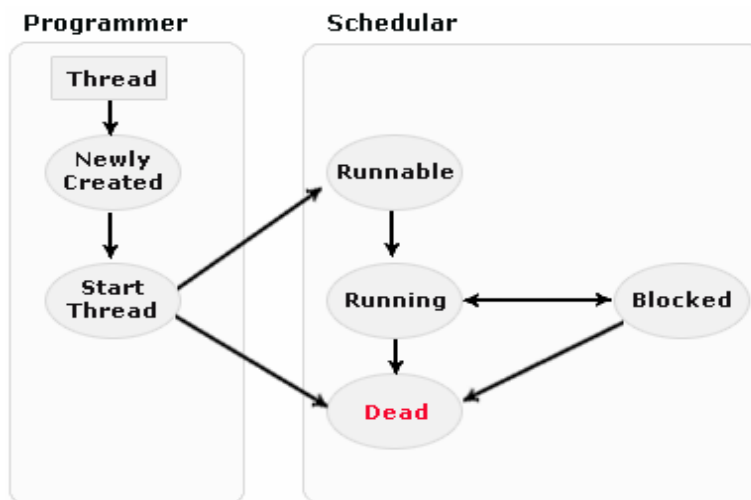 Programmer
Schedular
Thread
Newly
Created
Start
Thread
Runnable
Running
Blocked
Dead